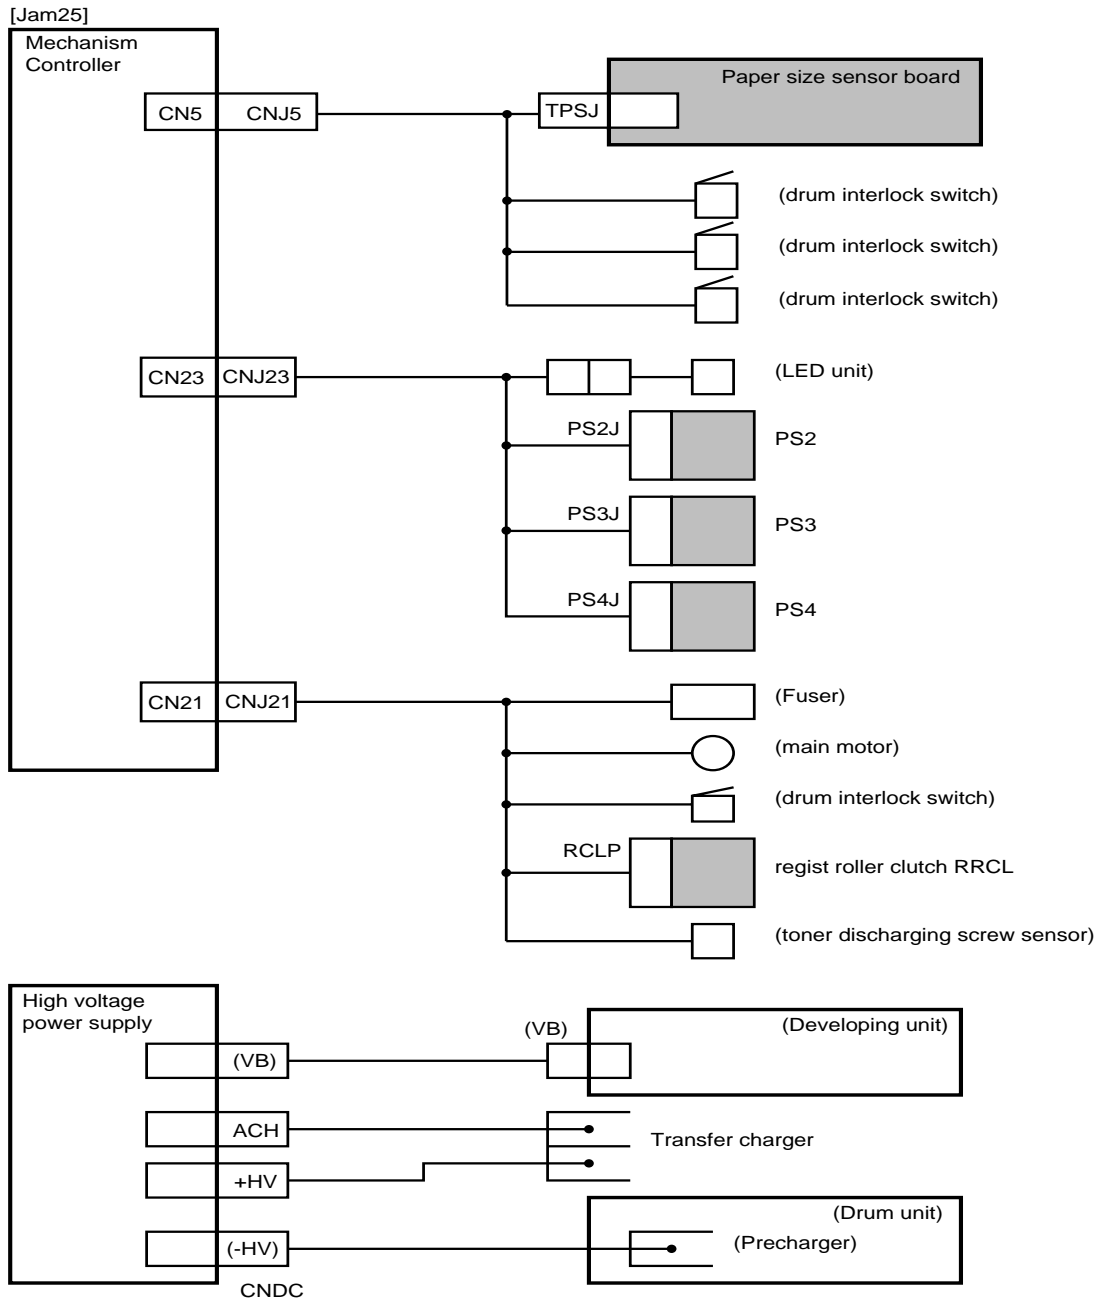 [Jam25]
Mechanism
Controller
Paper size sensor board
CN5 CNJ5 TPSJ
(drum interlock switch)
(drum interlock switch)
(drum interlock switch)
CN23 CNJ23 (LED unit)
PS2J PS2
PS3J PS3
PS4J PS4
CN21 CNJ21 (Fuser)
(main motor)
(drum interlock switch)
RCLP regist roller clutch RRCL
(toner discharging screw sensor)
High voltage
power supply
(VB) (Developing unit)
(VB)
ACH Transfer charger
+HV
(Drum unit)
(-HV) (Precharger)
CNDC